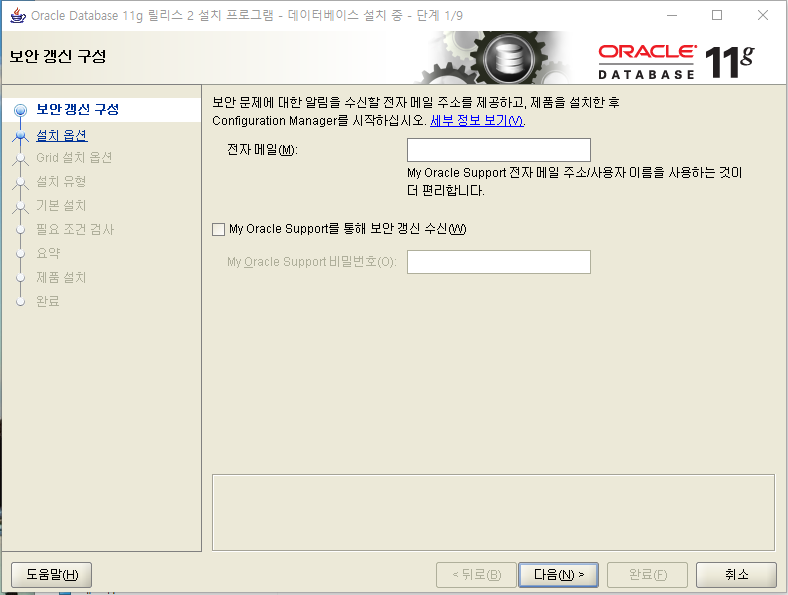 Oracle Database 11g 릴리스 2 설치 프로그램 - 데이터베이스 설치 중 - 단계 1/9
보안 갱신 구성
ORACLE
DATABASE 11g
보안 갱신 구성
설치 옵션
Grid 설치 옵션
설치 유형
기본 설치
필요 조건 검사
요약
제품 설치
완료
보안 문제에 대한 알림을 수신할 전자 메일 주소를 제공하고, 제품을 설치한 후
Configuration Manager를 시작하십시오. 세부 정보 보기(V).
전자 메일(M):
My Oracle Support 전자 메일 주소/사용자 이름을 사용하는 것이
더 편리합니다.
My Oracle Support를 통해 보안 갱신 수신(W)
My Oracle Support 비밀번호(O):
도움말(H)
< 뒤로(B)
다음(N) >
완료(F)
취소